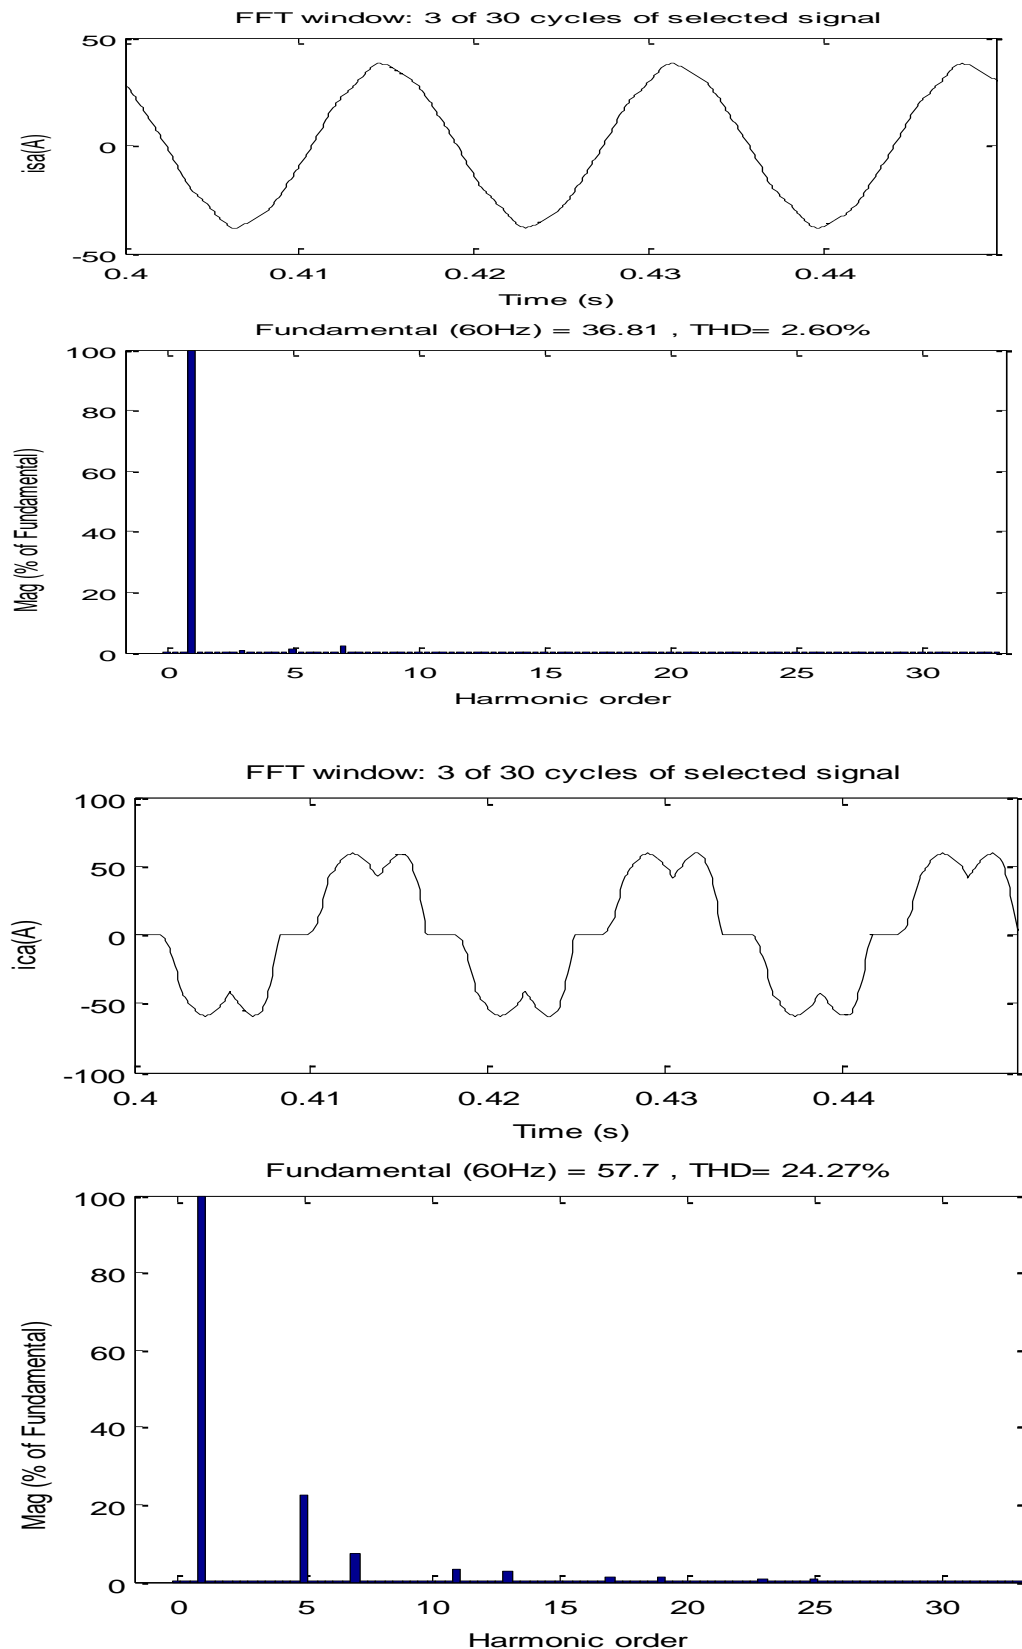 FFT window: 3 of 30 cycles of selected signal
50
0
-50
isa(A)
0.4 0.41 0.42 0.43 0.44
Time (s)
Fundamental (60Hz) = 36.81 , THD= 2.60%
100
80
60
40
20
0
Mag (% of Fundamental)
0 5 10 15 20 25 30
Harmonic order
FFT window: 3 of 30 cycles of selected signal
100
50
0
-50
-100
ica(A)
0.4 0.41 0.42 0.43 0.44
Time (s)
Fundamental (60Hz) = 57.7 , THD= 24.27%
100
80
60
40
20
0
Mag (% of Fundamental)
0 5 10 15 20 25 30
Harmonic order